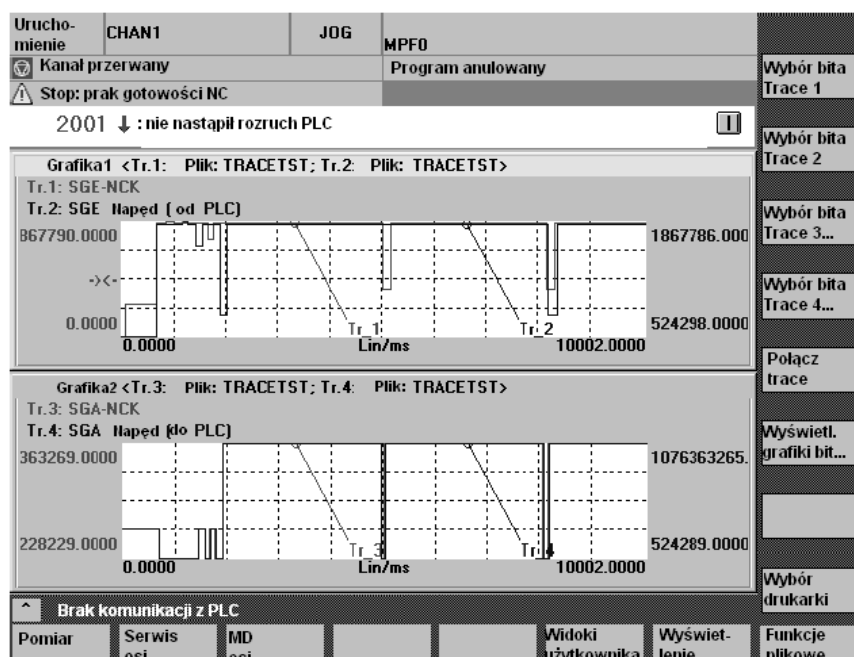 Urucho-
mienie
CHAN1
JOG
MPF0
Kanał przerwany
Program anulowany
Stop: prak gotowości NC
2001 ↓ : nie nastąpił rozruch PLC
Grafika1 <Tr.1: Plik: TRACETST; Tr.2: Plik: TRACETST>
Tr.1: SGE-NCK
Tr.2: SGE Napęd ( od PLC)
867790.0000
1867786.000
->&lt;-
0.0000
524298.0000
Tr_1
Tr_2
0.0000
Lin/ms
10002.0000
Grafika2 <Tr.3: Plik: TRACETST; Tr.4: Plik: TRACETST>
Tr.3: SGA-NCK
Tr.4: SGA Napęd (do PLC)
363269.0000
1076363265.
228229.0000
524289.0000
Tr_3
Tr_4
0.0000
Lin/ms
10002.0000
Brak komunikacji z PLC
Wybór bita
Trace 1
Wybór bita
Trace 2
Wybór bita
Trace 3...
Wybór bita
Trace 4...
Połącz
trace
Wyświetl.
grafiki bit...
Wybór
drukarki
Pomiar
Serwis
osi
MD
osi
Widoki
użytkownika
Wyświet-
lenie
Funkcje
plikowe